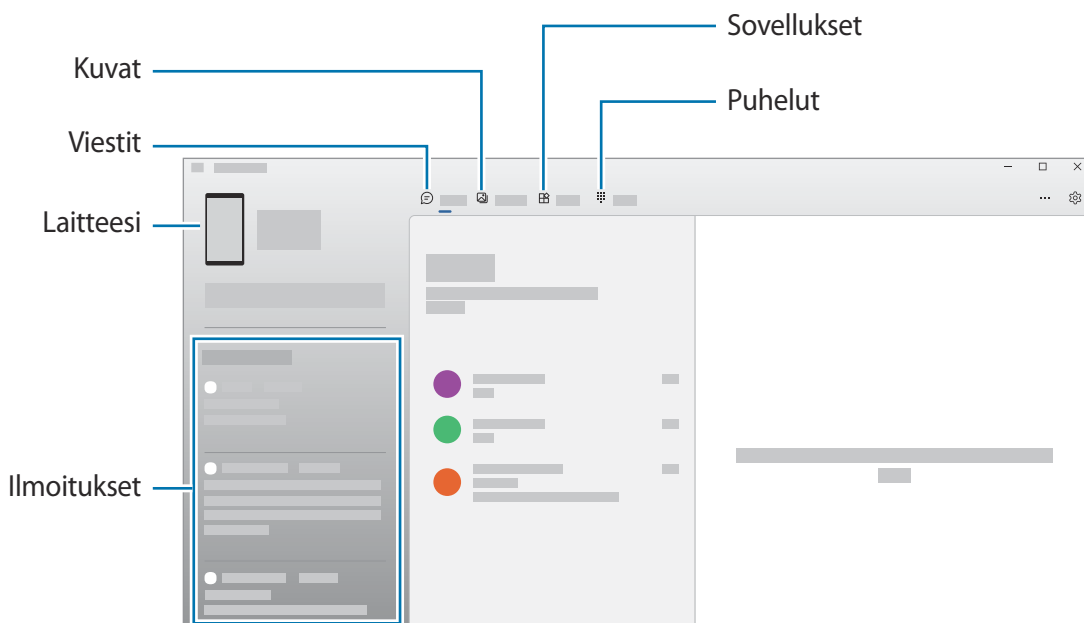 Sovellukset
Kuvat
Puhelut
Viestit
Laitteesi
Ilmoitukset